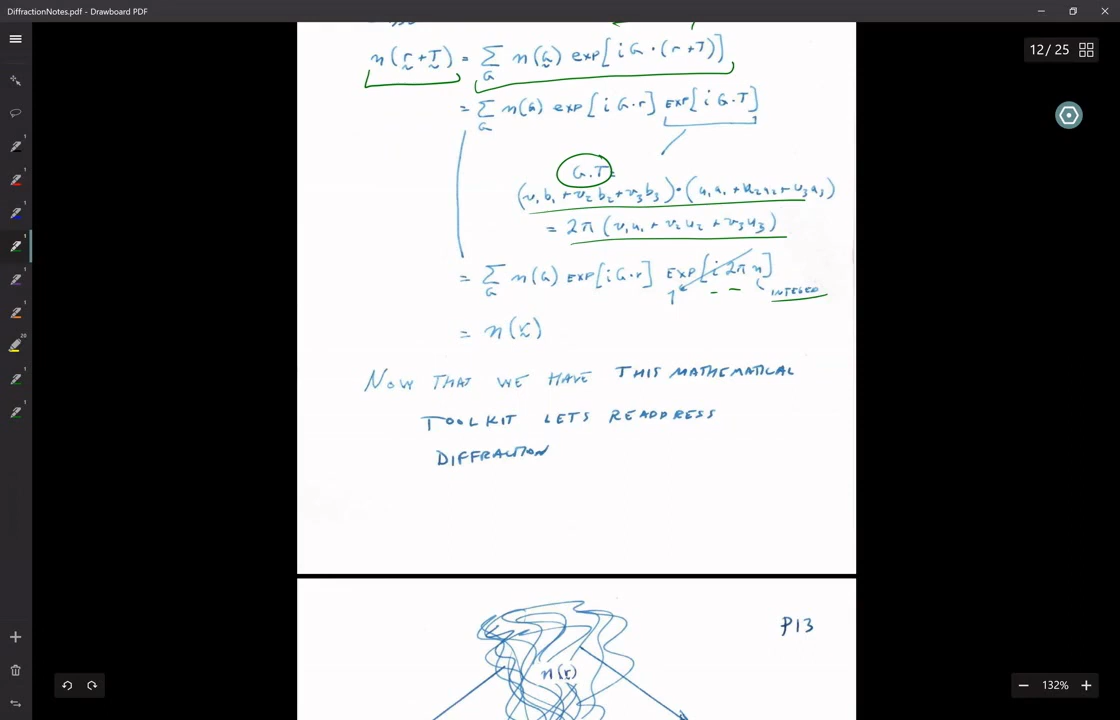 DiffractionNotes.pdf - Drawboard PDF
12 / 25
n(r+T) = Σ n(G) exp[iG·(r+T)]
G
= Σ n(G) exp[iG·r] EXP[iG·T]
G
G.T =
(v₁b₁ + v₂b₂ + v₃b₃)·(u₁a₁ + u₂a₂ + u₃a₃)
= 2π (v₁u₁ + v₂u₂ + v₃u₃)
= Σ n(G) EXP[iG·r] EXP[i2πn]
G
1
INTEGER
= n(r)
NOW THAT WE HAVE THIS MATHEMATICAL
TOOLKIT LETS READDRESS
DIFFRACTION
P13
n(r)
132%